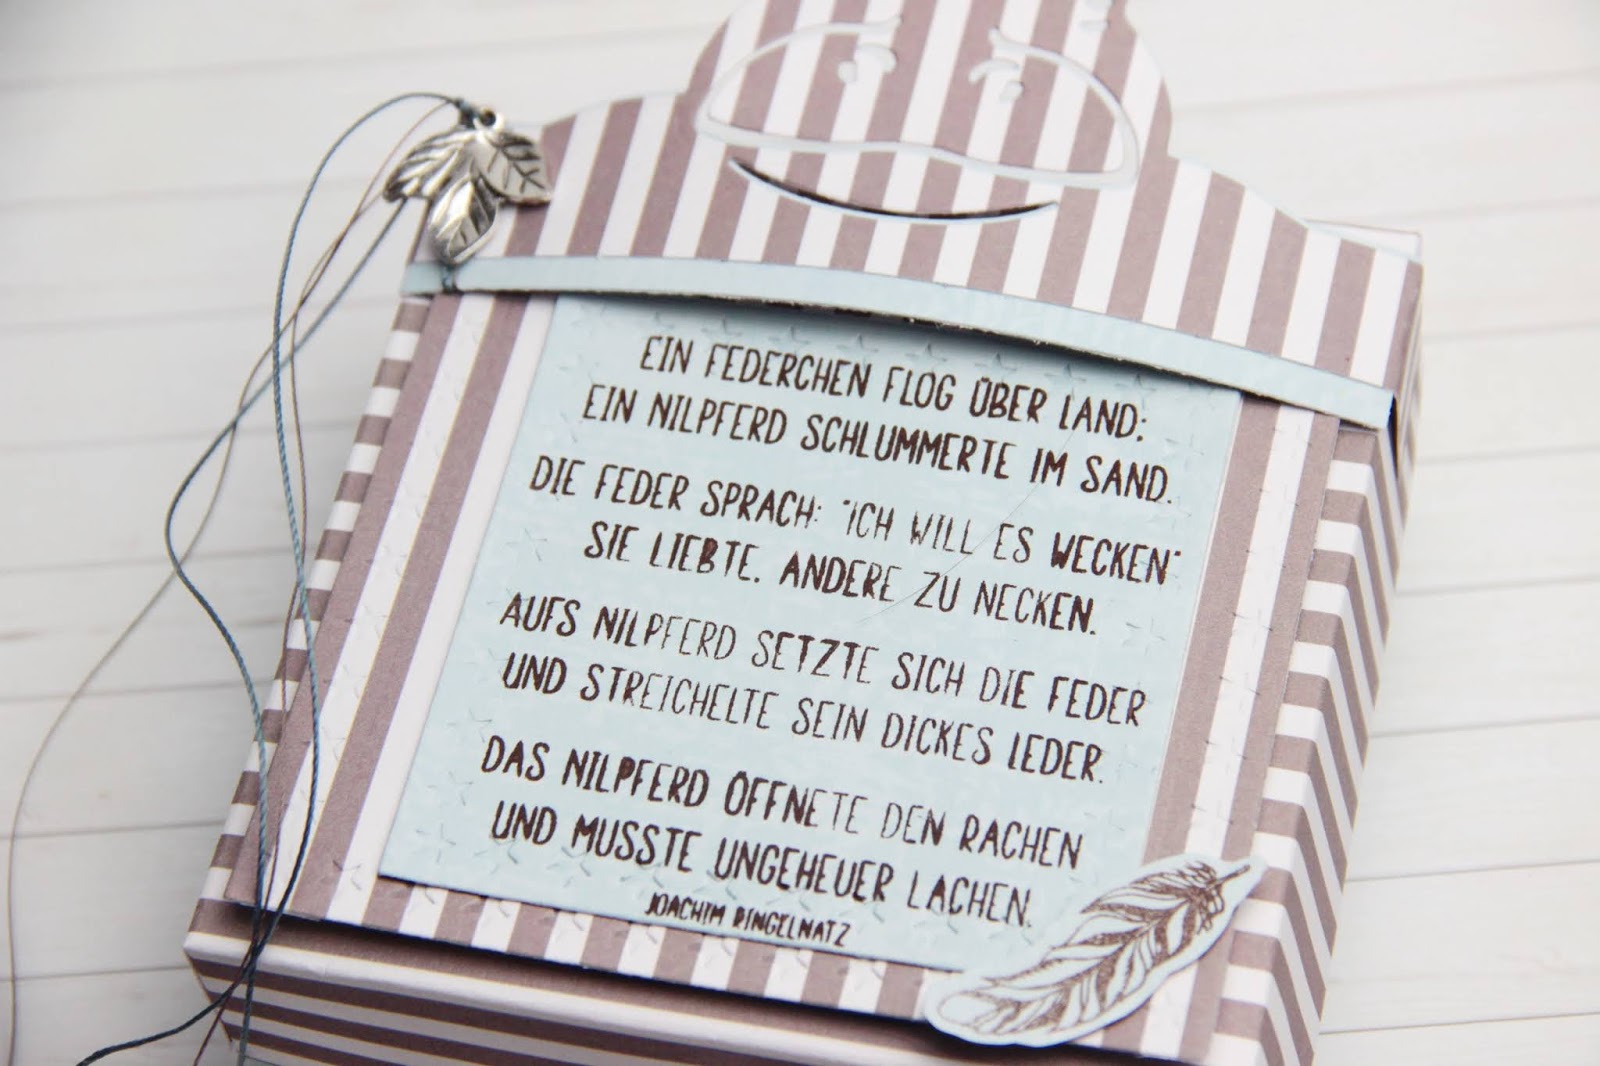 EIN FEDERCHEN FLOG ÜBER LAND;
EIN NILPFERD SCHLUMMERTE IM SAND.
DIE FEDER SPRACH: "ICH WILL ES WECKEN"
SIE LIEBTE, ANDERE ZU NECKEN.
AUFS NILPFERD SETZTE SICH DIE FEDER
UND STREICHELTE SEIN DICKES LEDER.
DAS NILPFERD ÖFFNETE DEN RACHEN
UND MUSSTE UNGEHEUER LACHEN.
JOACHIM RINGELNATZ